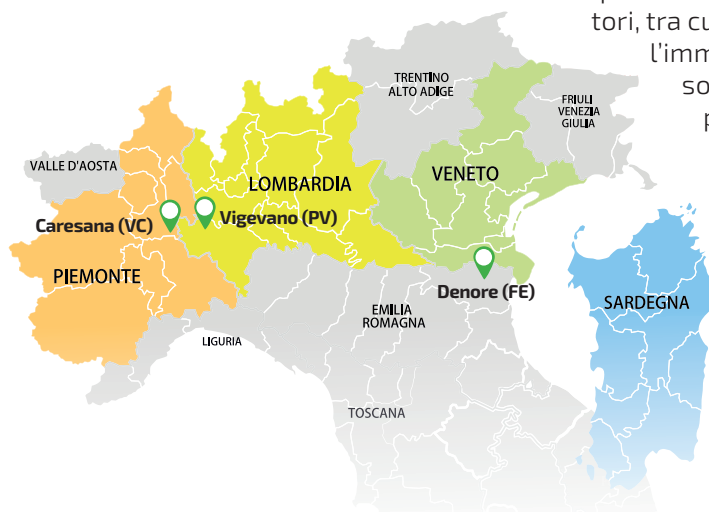 tori, tra cu
l'imm
so
p
TRENTINO
ALTO ADIGE
FRIULI
VENEZIA
GIULIA
VALLE D'AOSTA
LOMBARDIA
VENETO
Caresana (VC)
Vigevano (PV)
PIEMONTE
Denore (FE)
SARDEGNA
EMILIA
ROMAGNA
LIGURIA
TOSCANA